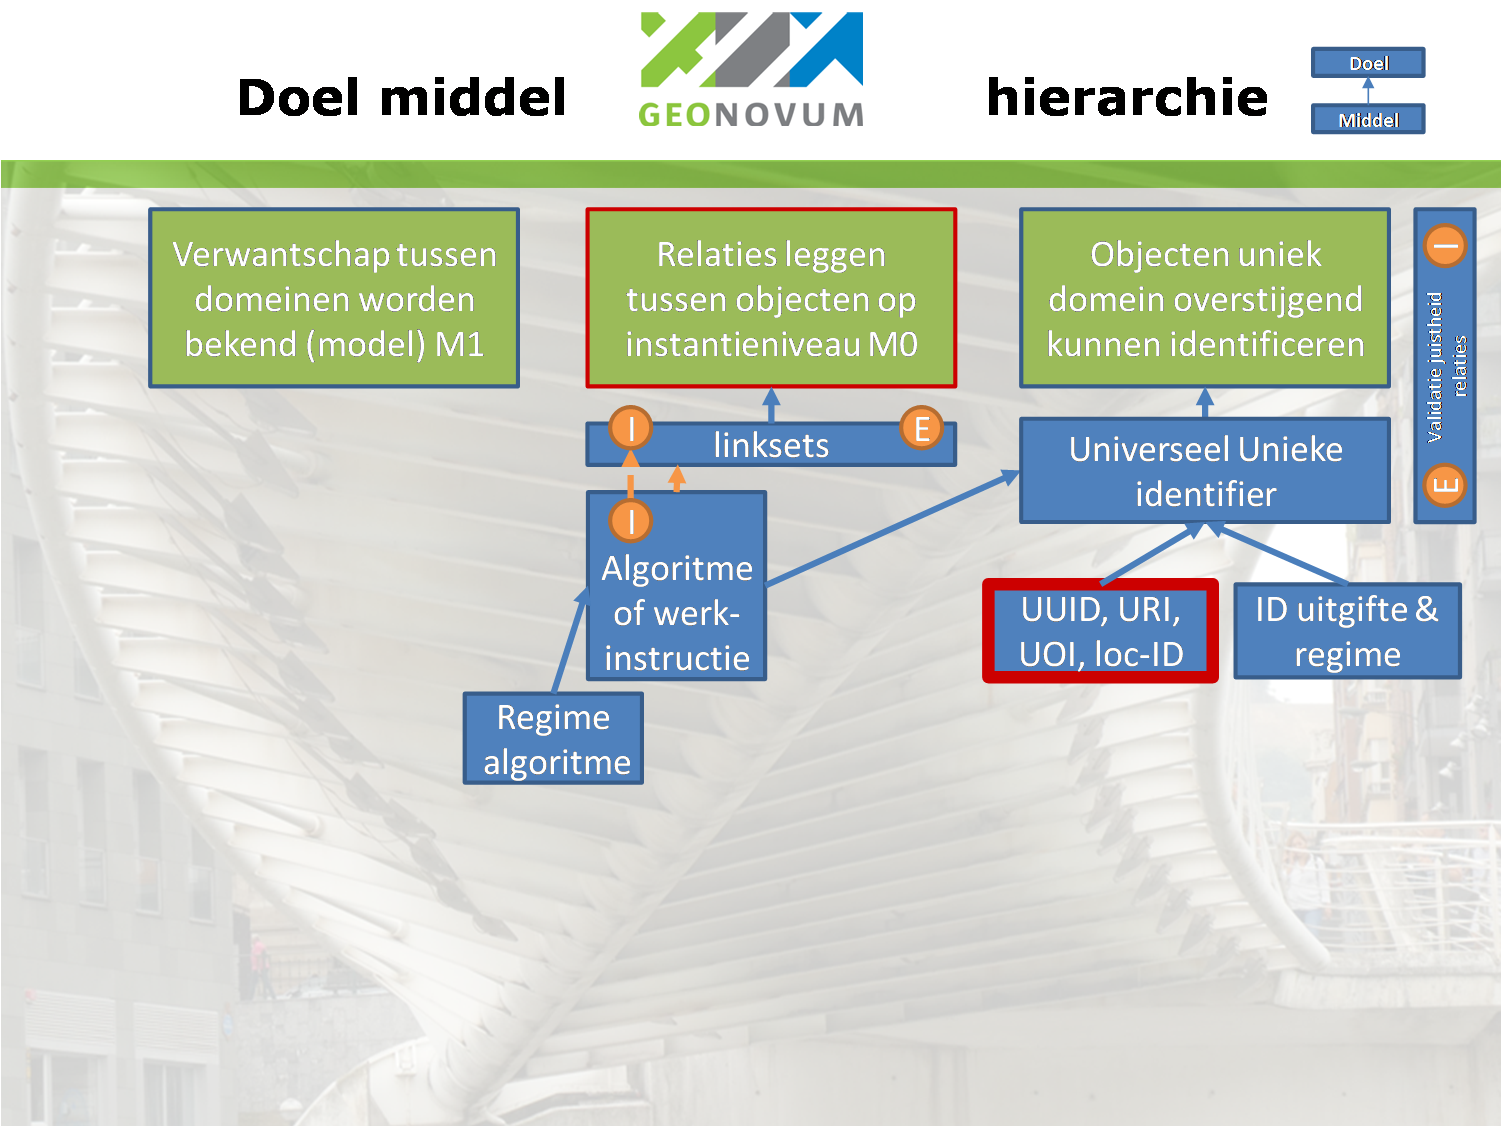 Doel middel
GEONOVUM
hierarchie
Doel
Middel
Verwantschap tussen
domeinen worden
bekend (model) M1
Relaties leggen
tussen objecten op
instantieniveau M0
Objecten uniek
domein overstijgend
kunnen identificeren
I
Validatie juistheid
relaties
E
I
linksets
E
Universeel Unieke
identifier
I
Algoritme
of werk-
instructie
UUID, URI,
UOI, loc-ID
ID uitgifte &
regime
Regime
algoritme